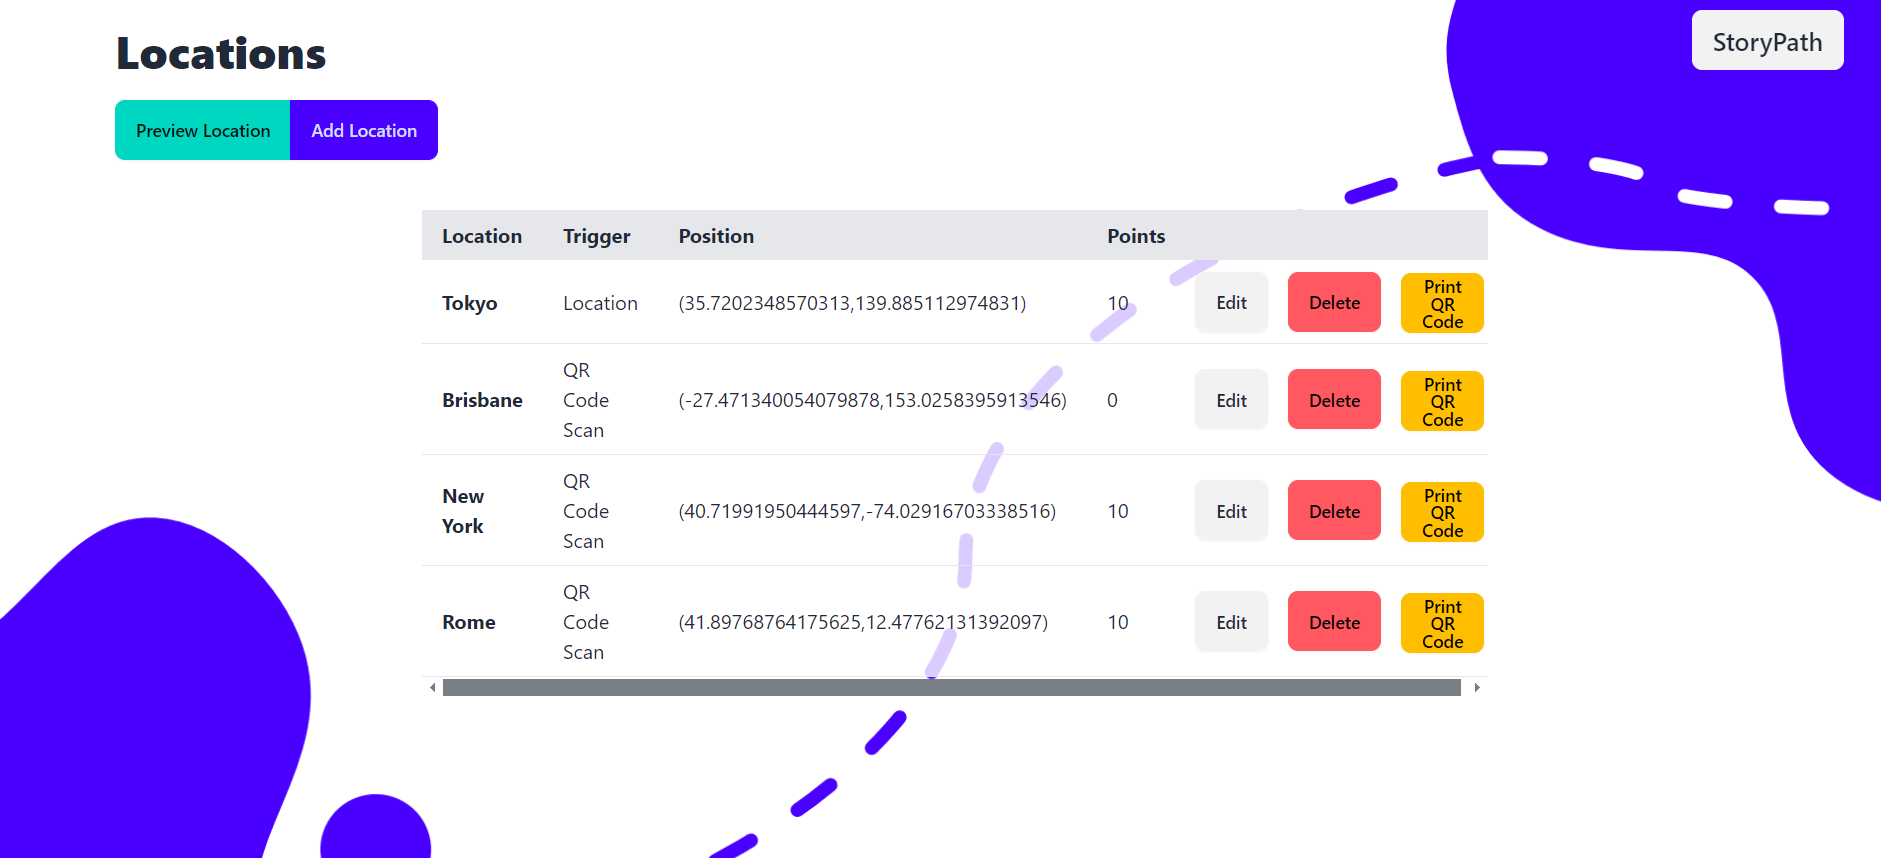 Locations
StoryPath
Preview Location Add Location
Location Trigger Position Points
Tokyo Location (35.7202348570313,139.885112974831) 10 Edit Delete Print QR Code
Brisbane QR Code Scan (-27.471340054079878,153.0258395913546) 0 Edit Delete Print QR Code
New York QR Code Scan (40.71991950444597,-74.02916703338516) 10 Edit Delete Print QR Code
Rome QR Code Scan (41.89768764175625,12.47762131392097) 10 Edit Delete Print QR Code